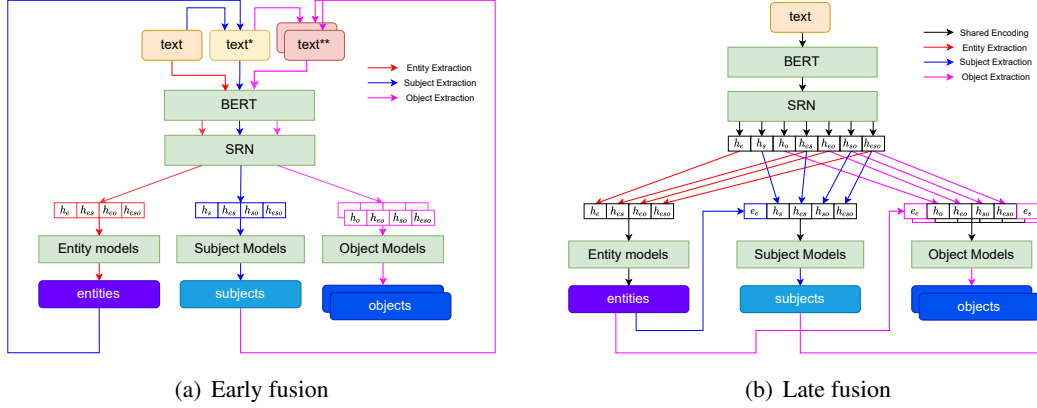 text text* text**
Entity Extraction
Subject Extraction
Object Extraction
BERT
SRN
h_e h_es h_eo h_eso
h_s h_es h_so h_eso
h_o h_eo h_so h_eso
Entity models Subject Models Object Models
entities subjects objects
(a) Early fusion
text
Shared Encoding
Entity Extraction
Subject Extraction
Object Extraction
BERT
SRN
h_e h_s h_o h_es h_eo h_so h_eso
h_e h_es h_eo h_eso
e_e h_s h_es h_so h_eso
e_e h_o h_eo h_so h_eso e_s
Entity models Subject Models Object Models
entities subjects objects
(b) Late fusion